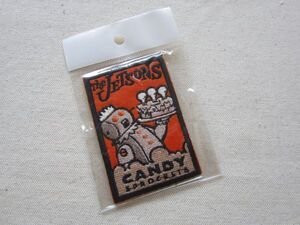 the
JETSONS
CANDY
SPROCKETS